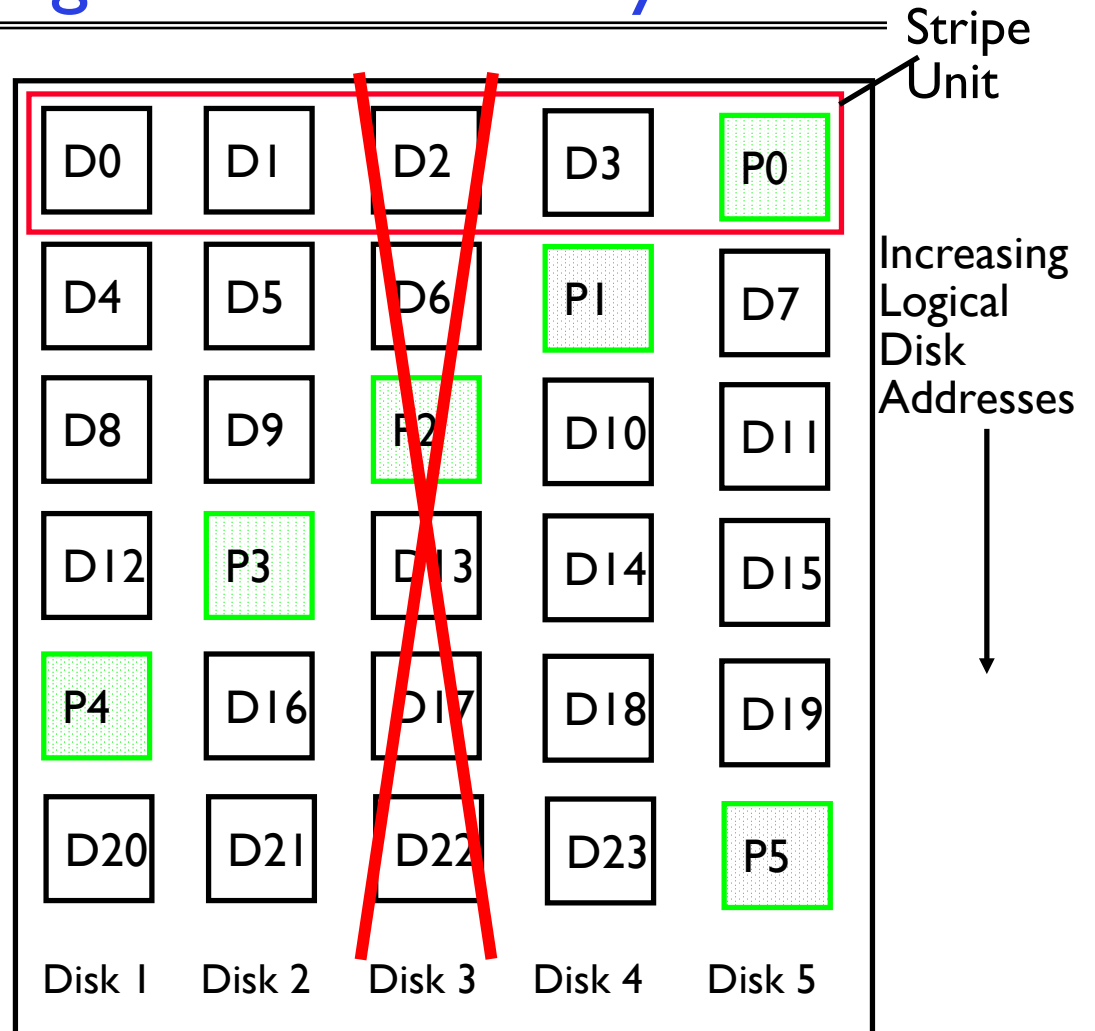 Stripe
Unit
D0 D1 D2 D3 P0
Increasing
Logical
Disk
Addresses
D4 D5 D6 P1 D7
D8 D9 P2 D10 D11
D12 P3 D13 D14 D15
P4 D16 D17 D18 D19
D20 D21 D22 D23 P5
Disk 1 Disk 2 Disk 3 Disk 4 Disk 5